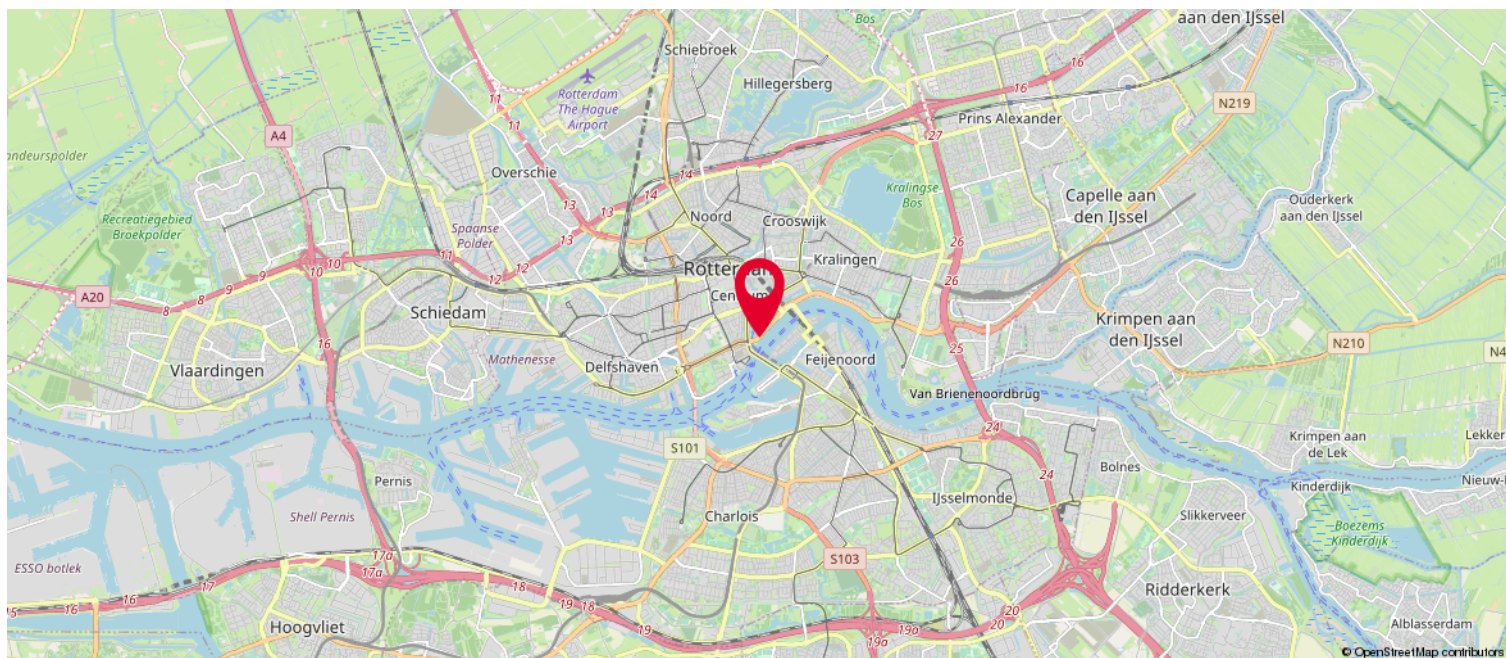 Bos
aan den IJssel
Schiebroek
Hillegersberg
16
16
11
11
Rotterdam
The Hague
Airport
N219
A4
27
Prins Alexander
14
14
Overschie
Kralingse
Bos
Capelle aan
den IJssel
Ouderkerk
aan den IJssel
Recreatiegebied
Broekpolder
13
13
Noord
Crooswijk
Spaanse
Polder
13
26
11
10
10
9
9
12
12
Kralingen
26
A20
8
8
Schiedam
Krimpen aan
den IJssel
N210
16
25
Mathenesse
Delfshaven
Feijenoord
Vlaardingen
Van Brienenoordbrug
24
S101
24
Krimpen aan
de Lek
Bolnes
Pernis
Kinderdijk
IJsselmonde
Shell Pernis
Charlois
Slikkerveer
Boezems
Kinderdijk
17a
17a
S103
ESSO botlek
17
18
16
16
15
19
18
19
19a
19a
20
20
Ridderkerk
Hoogvliet
Alblasserdam
© OpenStreetMap contributors